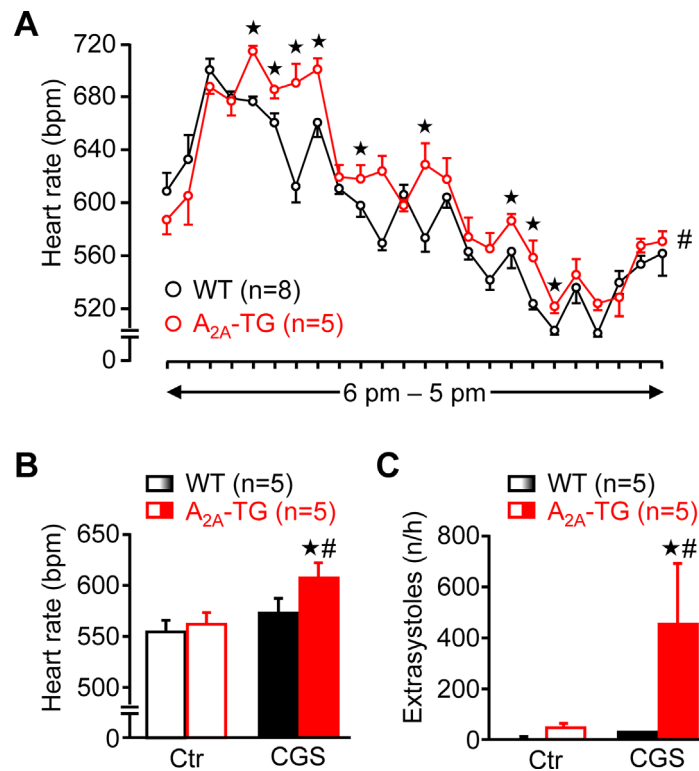 A
★ ★ ★ ★ ★ ★ ★ ★ ★
Heart rate (bpm)
720
680
640
600
560
520
0
#
WT (n=8)
A₂A-TG (n=5)
6 pm – 5 pm
B
WT (n=5)
A₂A-TG (n=5)
Heart rate (bpm)
650
600
550
500
0
★#
Ctr CGS
C
WT (n=5)
A₂A-TG (n=5)
Extrasystoles (n/h)
800
600
400
200
0
★#
Ctr CGS